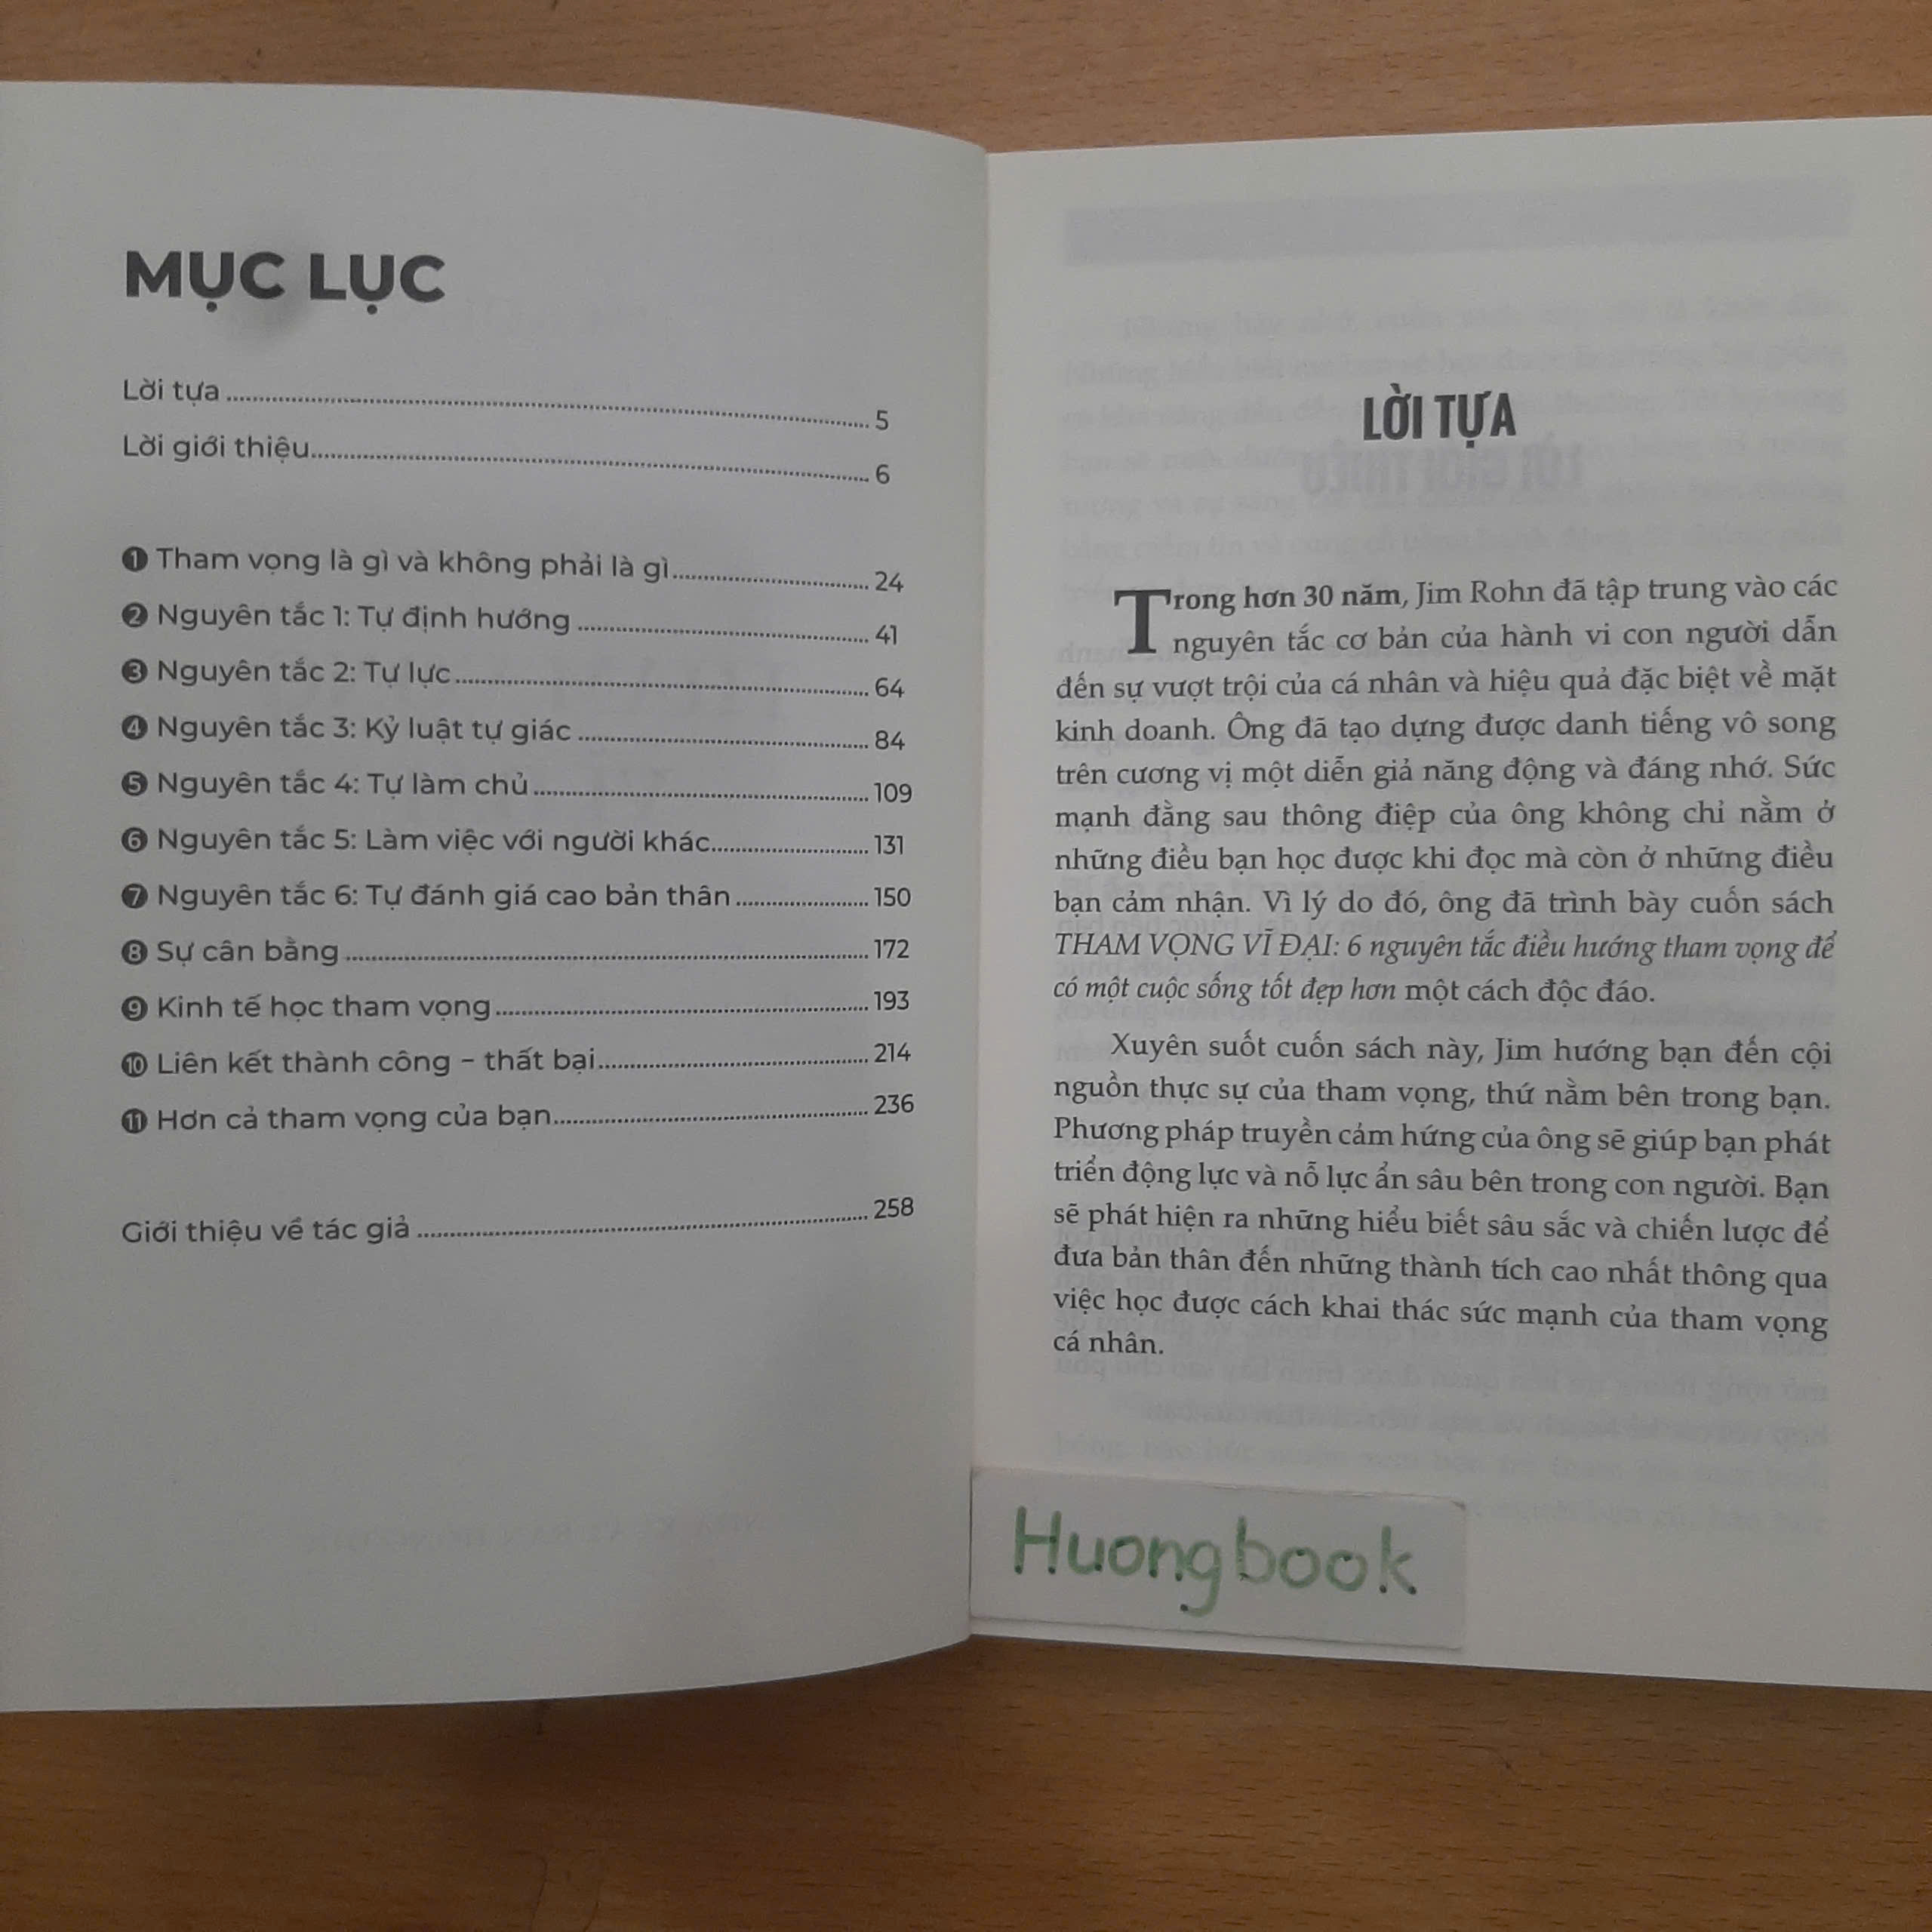 MỤC LỤC
Lời tựa 5
Lời giới thiệu 6
1 Tham vọng là gì và không phải là gì 24
2 Nguyên tắc 1: Tự định hướng 41
3 Nguyên tắc 2: Tự lực 64
4 Nguyên tắc 3: Kỷ luật tự giác 84
5 Nguyên tắc 4: Tự làm chủ 109
6 Nguyên tắc 5: Làm việc với người khác 131
7 Nguyên tắc 6: Tự đánh giá cao bản thân 150
8 Sự cân bằng 172
9 Kinh tế học tham vọng 193
10 Liên kết thành công – thất bại 214
11 Hơn cả tham vọng của bạn 236
Giới thiệu về tác giả 258
LỜI TỰA
Trong hơn 30 năm, Jim Rohn đã tập trung vào các
nguyên tắc cơ bản của hành vi con người dẫn
đến sự vượt trội của cá nhân và hiệu quả đặc biệt về mặt
kinh doanh. Ông đã tạo dựng được danh tiếng vô song
trên cương vị một diễn giả năng động và đáng nhớ. Sức
mạnh đằng sau thông điệp của ông không chỉ nằm ở
những điều bạn học được khi đọc mà còn ở những điều
bạn cảm nhận. Vì lý do đó, ông đã trình bày cuốn sách
THAM VỌNG VĨ ĐẠI: 6 nguyên tắc điều hướng tham vọng để
có một cuộc sống tốt đẹp hơn một cách độc đáo.
Xuyên suốt cuốn sách này, Jim hướng bạn đến cội
nguồn thực sự của tham vọng, thứ nằm bên trong bạn.
Phương pháp truyền cảm hứng của ông sẽ giúp bạn phát
triển động lực và nỗ lực ẩn sâu bên trong con người. Bạn
sẽ phát hiện ra những hiểu biết sâu sắc và chiến lược để
đưa bản thân đến những thành tích cao nhất thông qua
việc học được cách khai thác sức mạnh của tham vọng
cá nhân.
Huongbook